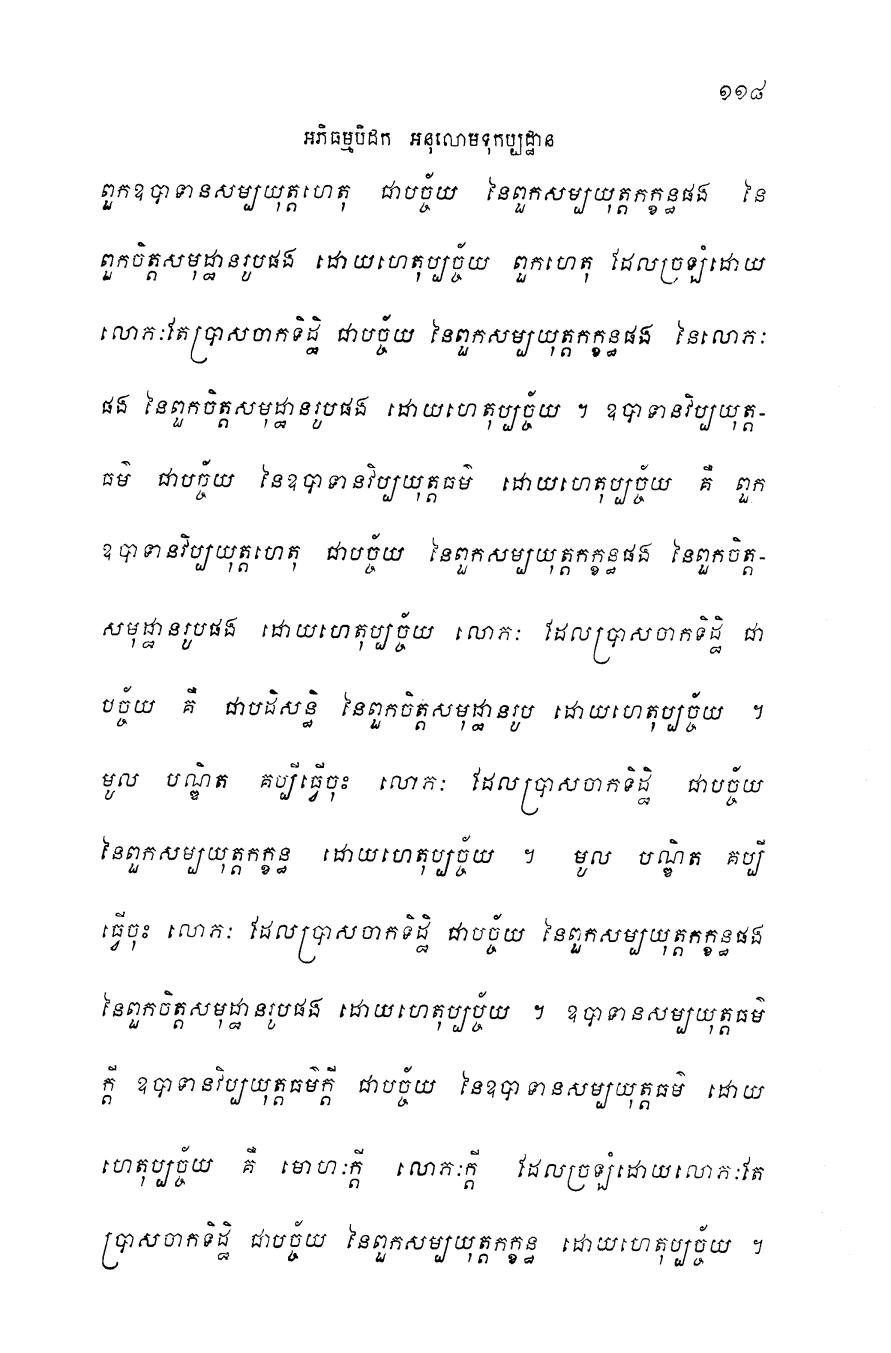 ១១៨
អភិធម្មបិដក អនុលោមទុកប្បដ្ឋាន
ពួកឧបាទានសម្បយុត្តហេតុ ជាបច្ច័យ នៃពួកសម្បយុត្តកក្ខន្ធផង នៃ
ពួកចិត្តសមុដ្ឋានរូបផង ដោយហេតុប្បច្ច័យ ពួកហេតុ ដែលច្រឡំដោយ
លោភៈតែប្រាសចាកទិដ្ឋិ ជាបច្ច័យ នៃពួកសម្បយុត្តកក្ខន្ធផង នៃលោភៈ
ផង នៃពួកចិត្តសមុដ្ឋានរូបផង ដោយហេតុប្បច្ច័យ ។ ឧបាទានវិប្បយុត្ត-
ធម៌ ជាបច្ច័យ នៃឧបាទានវិប្បយុត្តធម៌ ដោយហេតុប្បច្ច័យ គឺ ពួក
ឧបាទានវិប្បយុត្តហេតុ ជាបច្ច័យ នៃពួកសម្បយុត្តកក្ខន្ធផង នៃពួកចិត្ត-
សមុដ្ឋានរូបផង ដោយហេតុប្បច្ច័យ លោភៈ ដែលប្រាសចាកទិដ្ឋិ ជា
បច្ច័យ គឺ ជាបដិសន្ធិ នៃពួកចិត្តសមុដ្ឋានរូប ដោយហេតុប្បច្ច័យ ។
មូល បណ្ឌិត គប្បីធ្វើចុះ លោភៈ ដែលប្រាសចាកទិដ្ឋិ ជាបច្ច័យ
នៃពួកសម្បយុត្តកក្ខន្ធ ដោយហេតុប្បច្ច័យ ។ មូល បណ្ឌិត គប្បី
ធ្វើចុះ លោភៈ ដែលប្រាសចាកទិដ្ឋិ ជាបច្ច័យ នៃពួកសម្បយុត្តកក្ខន្ធផង
នៃពួកចិត្តសមុដ្ឋានរូបផង ដោយហេតុប្បច្ច័យ ។ ឧបាទានសម្បយុត្តធម៌
ក្តី ឧបាទានវិប្បយុត្តធម៌ក្តី ជាបច្ច័យ នៃឧបាទានសម្បយុត្តធម៌ ដោយ
ហេតុប្បច្ច័យ គឺ មោហៈក្តី លោភៈក្តី ដែលច្រឡំដោយលោភៈតែ
ប្រាសចាកទិដ្ឋិ ជាបច្ច័យ នៃពួកសម្បយុត្តកក្ខន្ធ ដោយហេតុប្បច្ច័យ ។